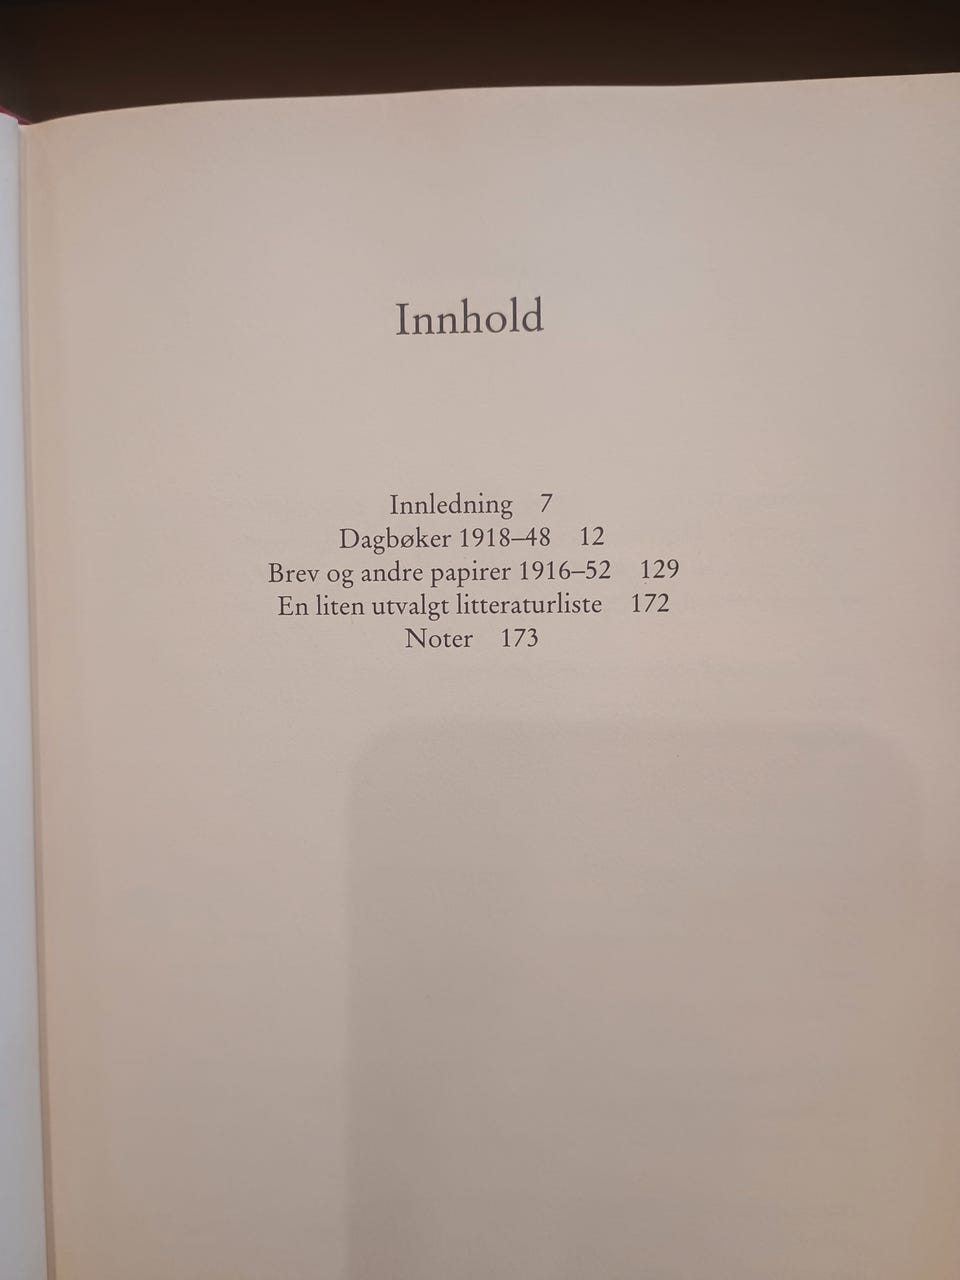 Innhold
Innledning 7
Dagbøker 1918–48 12
Brev og andre papirer 1916–52 129
En liten utvalgt litteraturliste 172
Noter 173